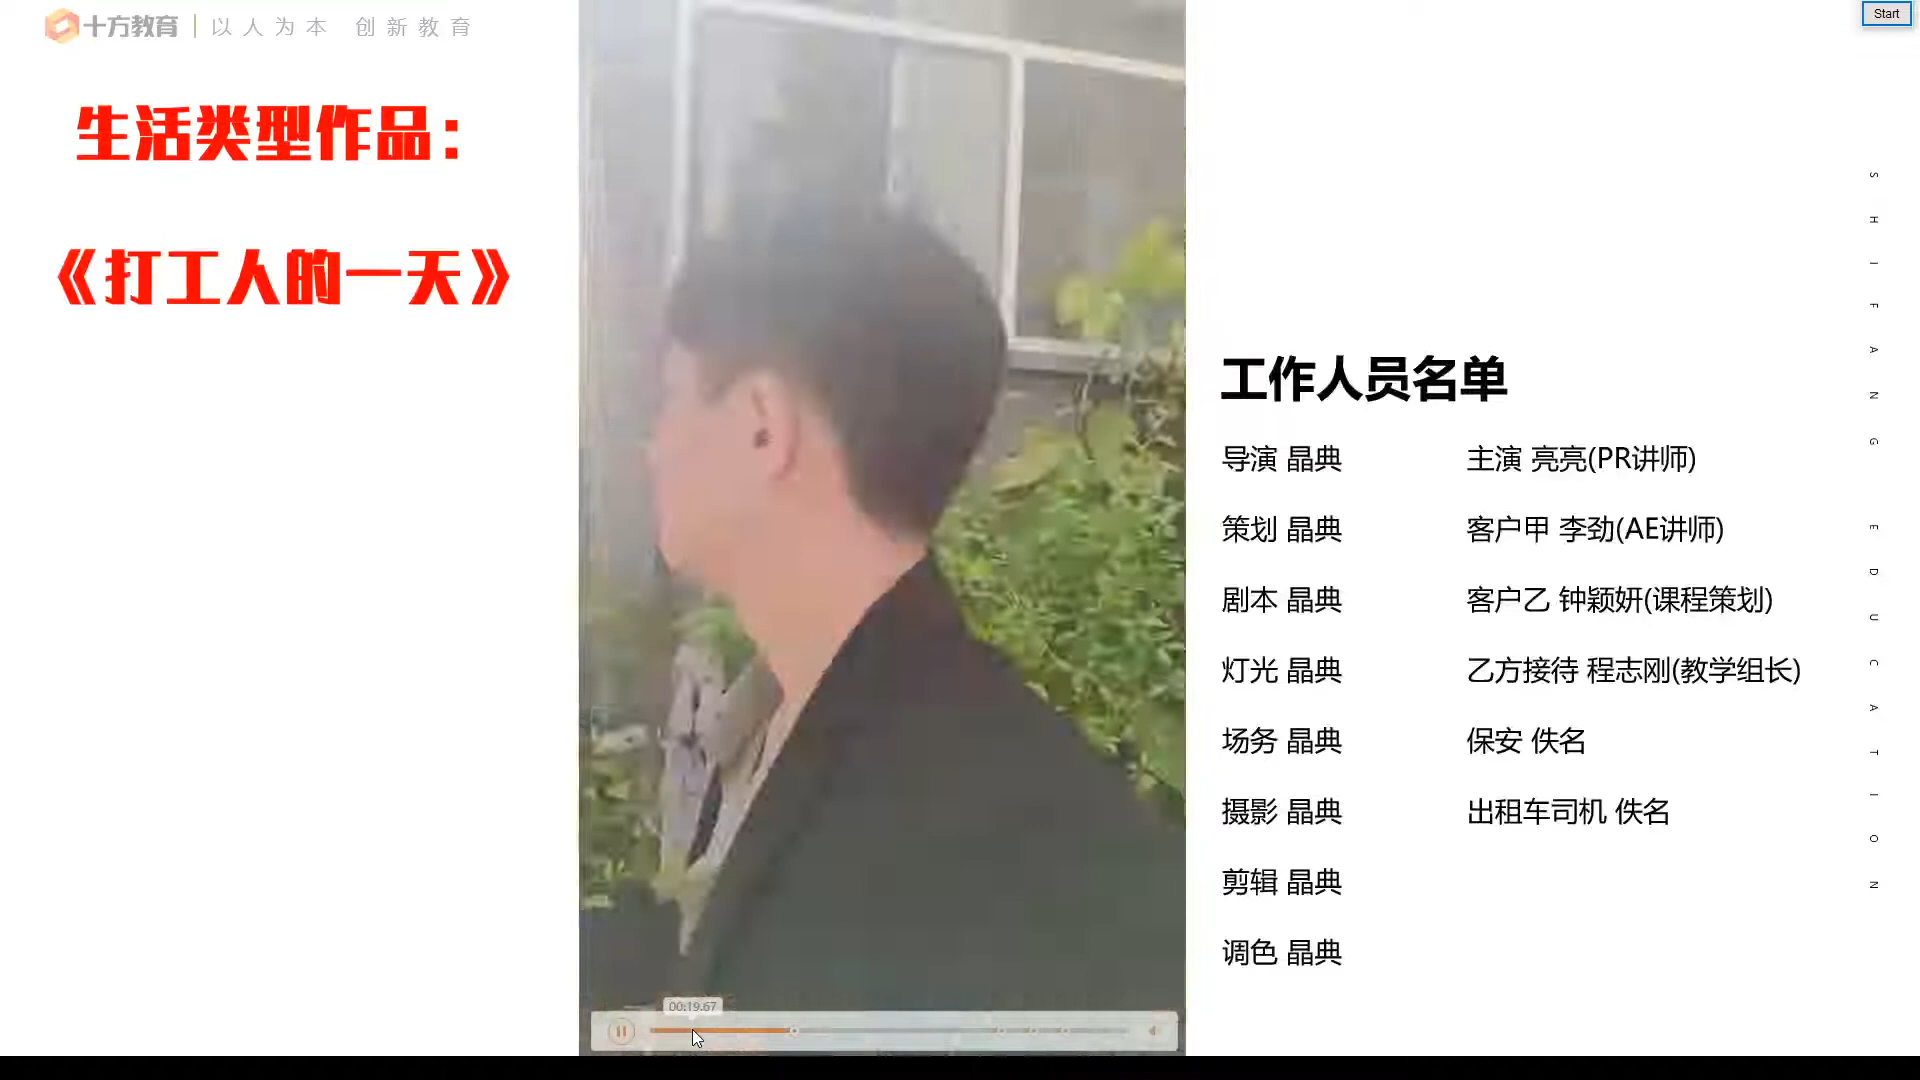 十方教育 | 以人为本 创新教育
Start
生活类型作品：
《打工人的一天》
工作人员名单
导演 晶典 主演 亮亮(PR讲师)
策划 晶典 客户甲 李劲(AE讲师)
剧本 晶典 客户乙 钟颖妍(课程策划)
灯光 晶典 乙方接待 程志刚(教学组长)
场务 晶典 保安 佚名
摄影 晶典 出租车司机 佚名
剪辑 晶典
调色 晶典
00:19.67
SHIFANG EDUCATION